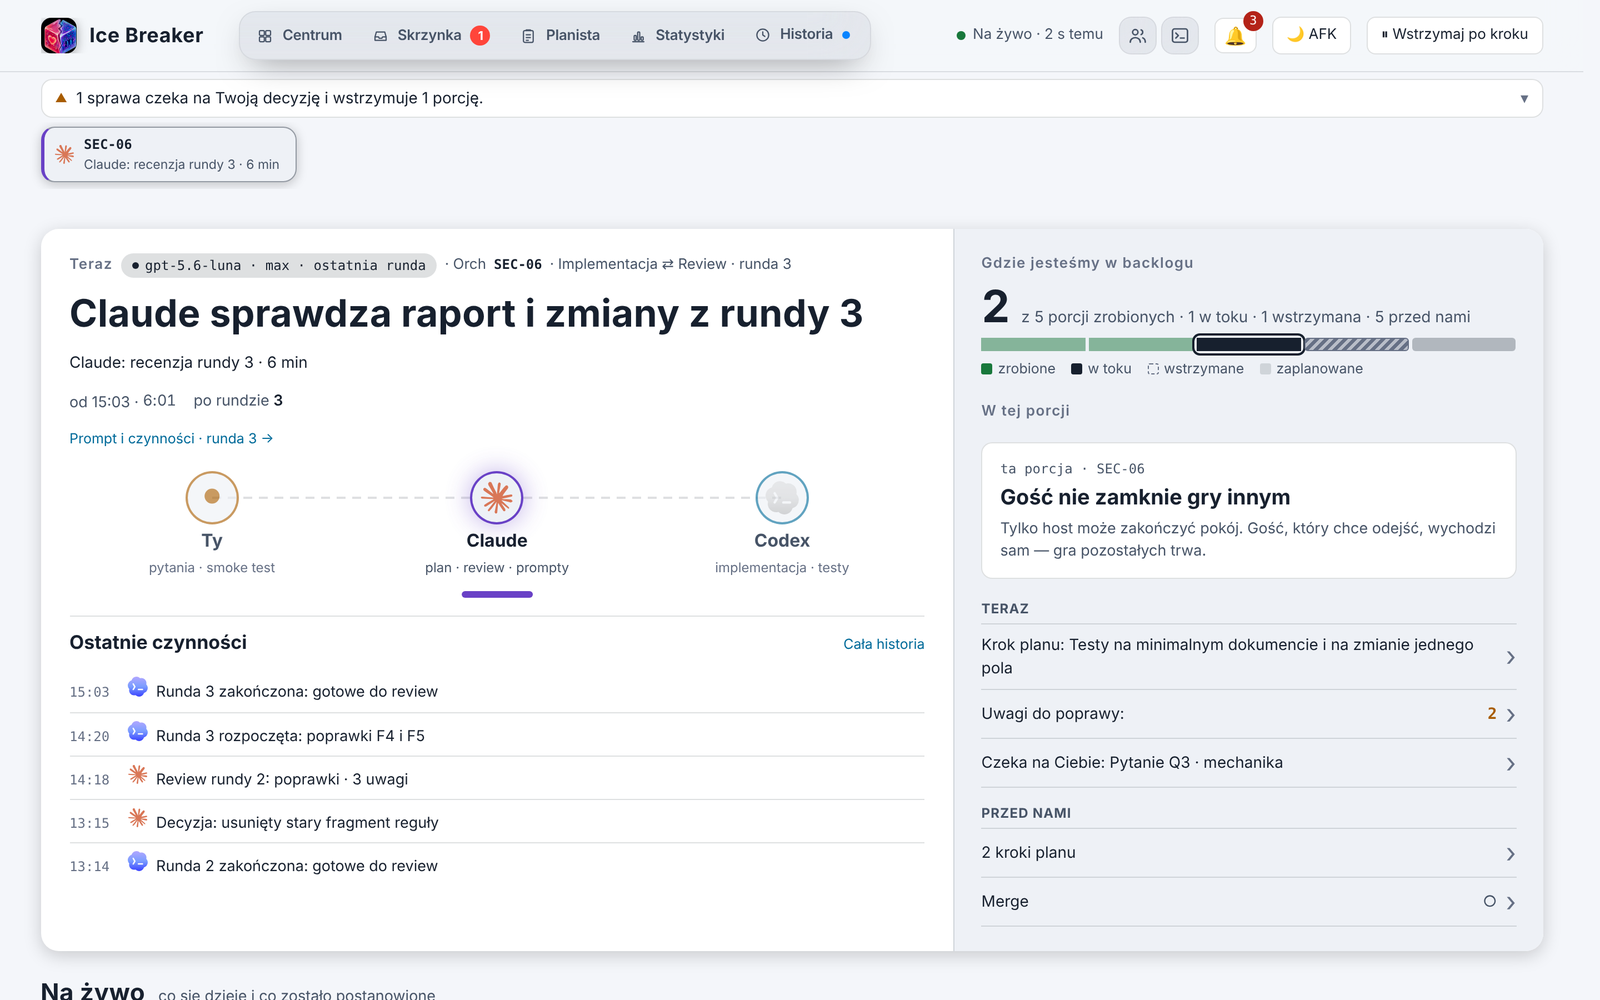 Ice Breaker
Centrum
Skrzynka 1
Planista
Statystyki
Historia
Na żywo · 2 s temu
3
AFK
Wstrzymaj po kroku
1 sprawa czeka na Twoją decyzję i wstrzymuje 1 porcję.
SEC-06
Claude: recenzja rundy 3 · 6 min
Teraz gpt-5.6-luna · max · ostatnia runda · Orch SEC-06 · Implementacja ⇄ Review · runda 3
Claude sprawdza raport i zmiany z rundy 3
Claude: recenzja rundy 3 · 6 min
od 15:03 · 6:01 po rundzie 3
Prompt i czynności · runda 3 →
Ty
pytania · smoke test
Claude
plan · review · prompty
Codex
implementacja · testy
Ostatnie czynności
Cała historia
15:03 Runda 3 zakończona: gotowe do review
14:20 Runda 3 rozpoczęta: poprawki F4 i F5
14:18 Review rundy 2: poprawki · 3 uwagi
13:15 Decyzja: usunięty stary fragment reguły
13:14 Runda 2 zakończona: gotowe do review
Gdzie jesteśmy w backlogu
2 z 5 porcji zrobionych · 1 w toku · 1 wstrzymana · 5 przed nami
zrobione w toku wstrzymane zaplanowane
W tej porcji
ta porcja · SEC-06
Gość nie zamknie gry innym
Tylko host może zakończyć pokój. Gość, który chce odejść, wychodzi
sam — gra pozostałych trwa.
TERAZ
Krok planu: Testy na minimalnym dokumencie i na zmianie jednego
pola
Uwagi do poprawy: 2
Czeka na Ciebie: Pytanie Q3 · mechanika
PRZED NAMI
2 kroki planu
Merge
Na żywo co się dzieje i co zostało postanowione